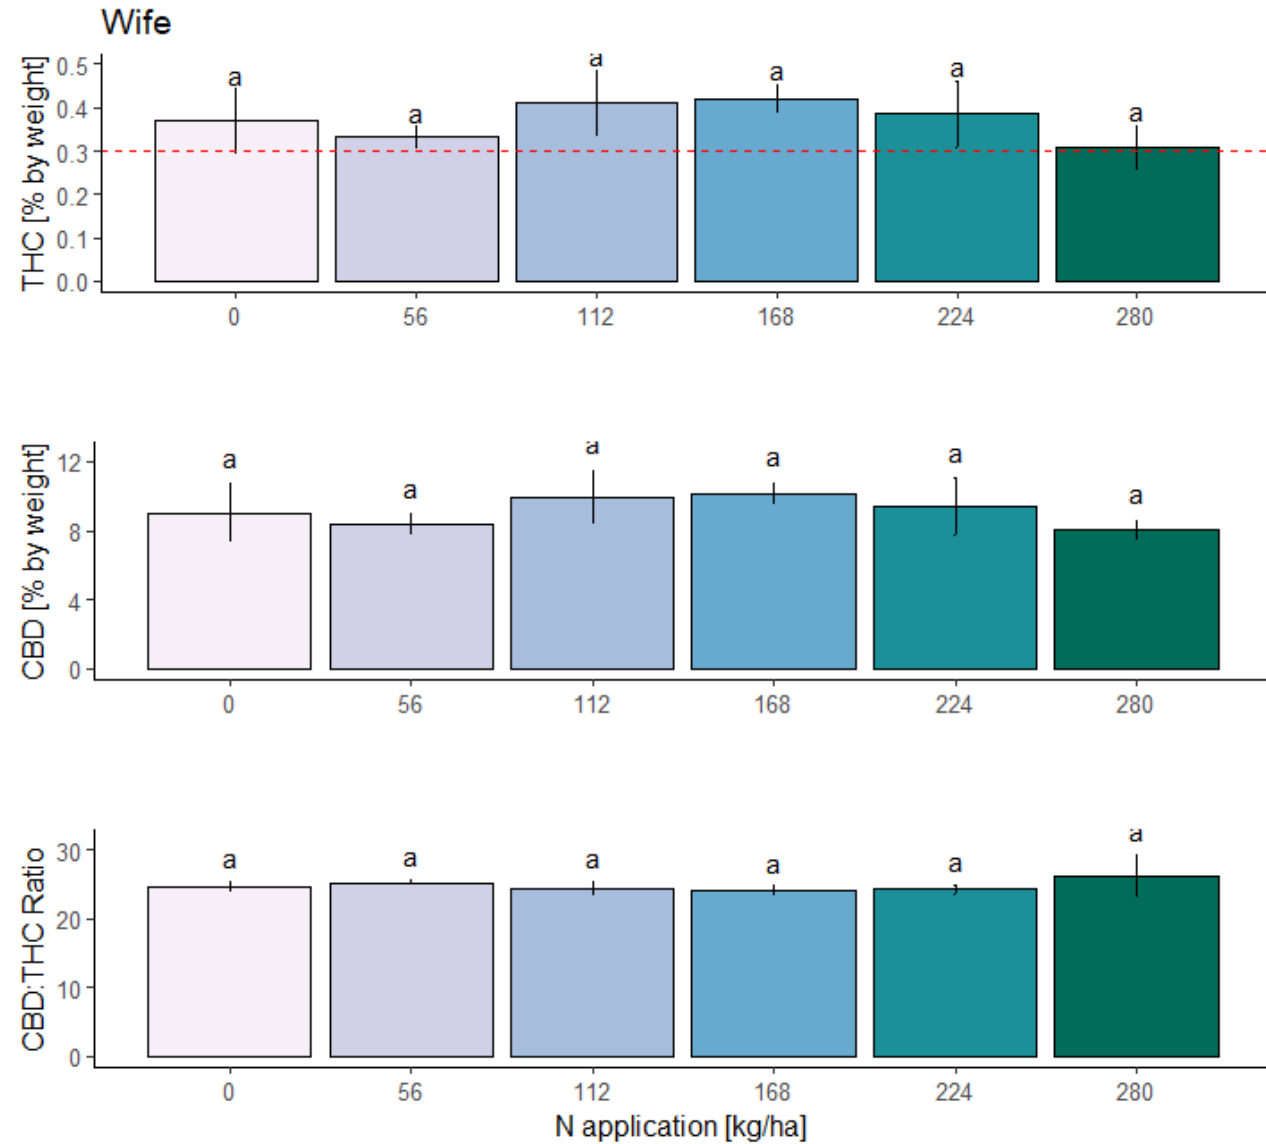 Wife
THC [% by weight]
0.5
0.4
0.3
0.2
0.1
0.0
a a a a a a
0 56 112 168 224 280
CBD [% by weight]
12
8
4
0
a a a a a a
0 56 112 168 224 280
CBD:THC Ratio
30
20
10
0
a a a a a a
0 56 112 168 224 280
N application [kg/ha]